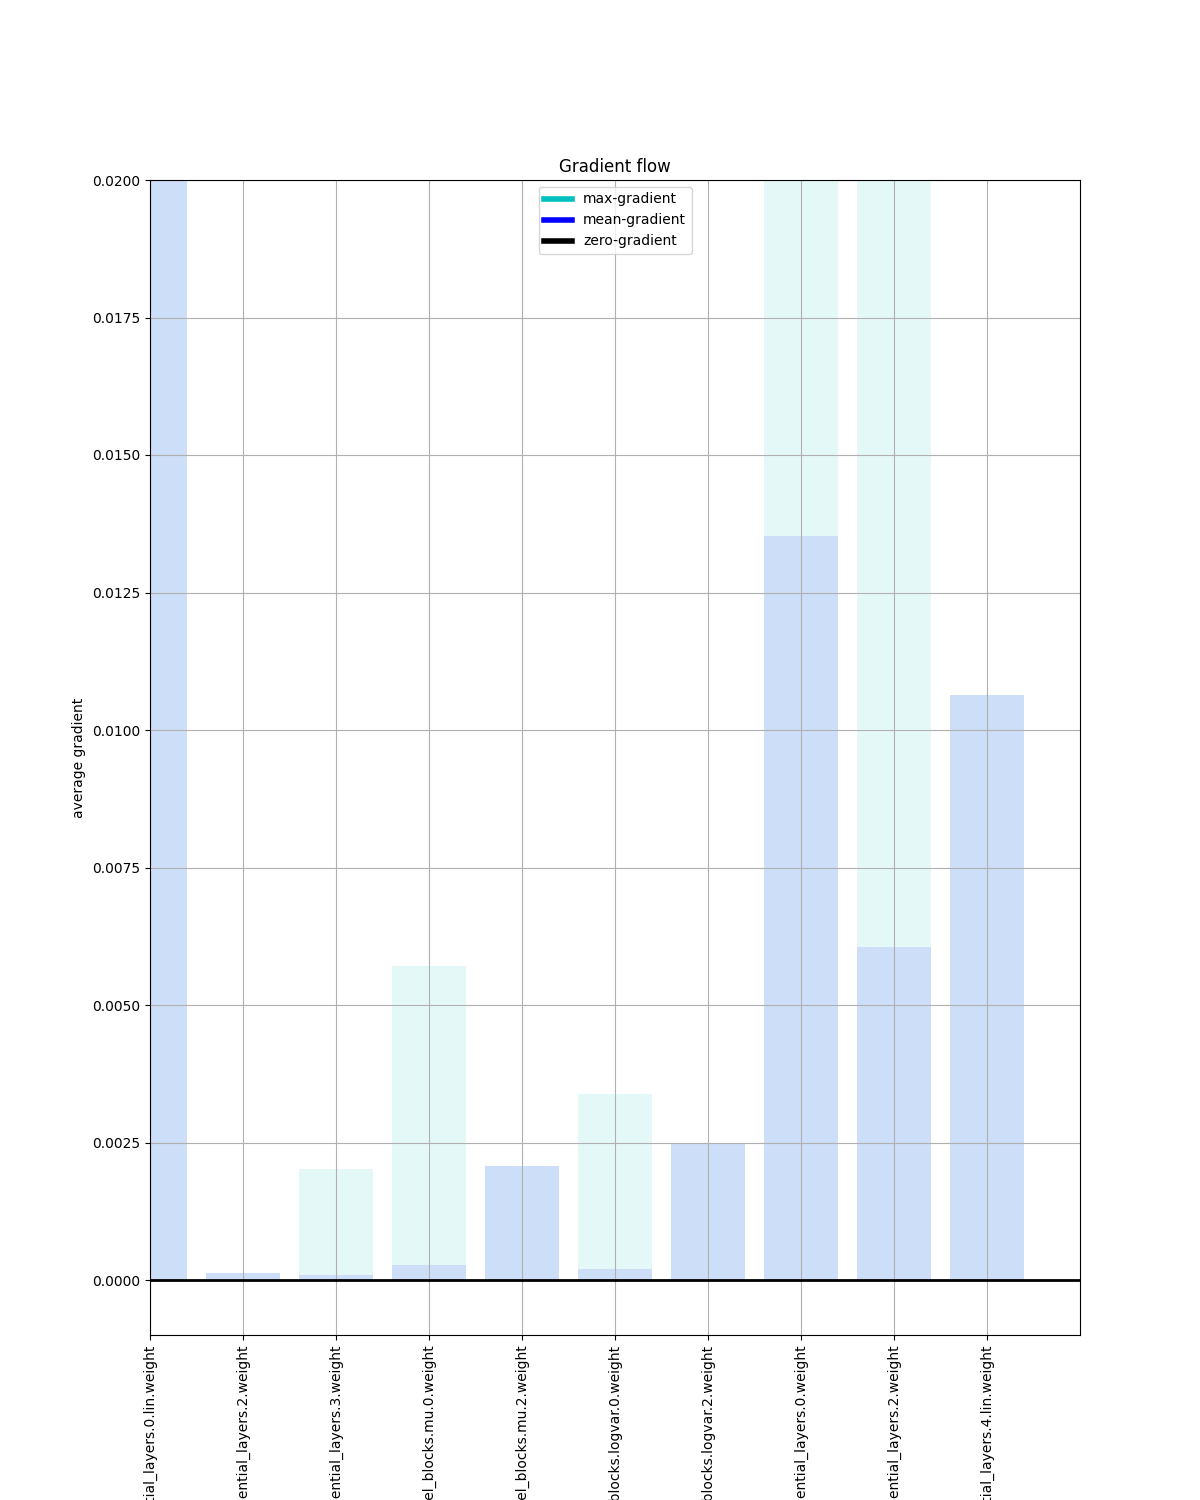 Gradient flow
max-gradient
mean-gradient
zero-gradient
0.0200
0.0175
0.0150
0.0125
0.0100
0.0075
0.0050
0.0025
0.0000
average gradient
tial_layers.0.lin.weight
ential_layers.2.weight
ential_layers.3.weight
el_blocks.mu.0.weight
el_blocks.mu.2.weight
blocks.logvar.0.weight
blocks.logvar.2.weight
ential_layers.0.weight
ential_layers.2.weight
tial_layers.4.lin.weight